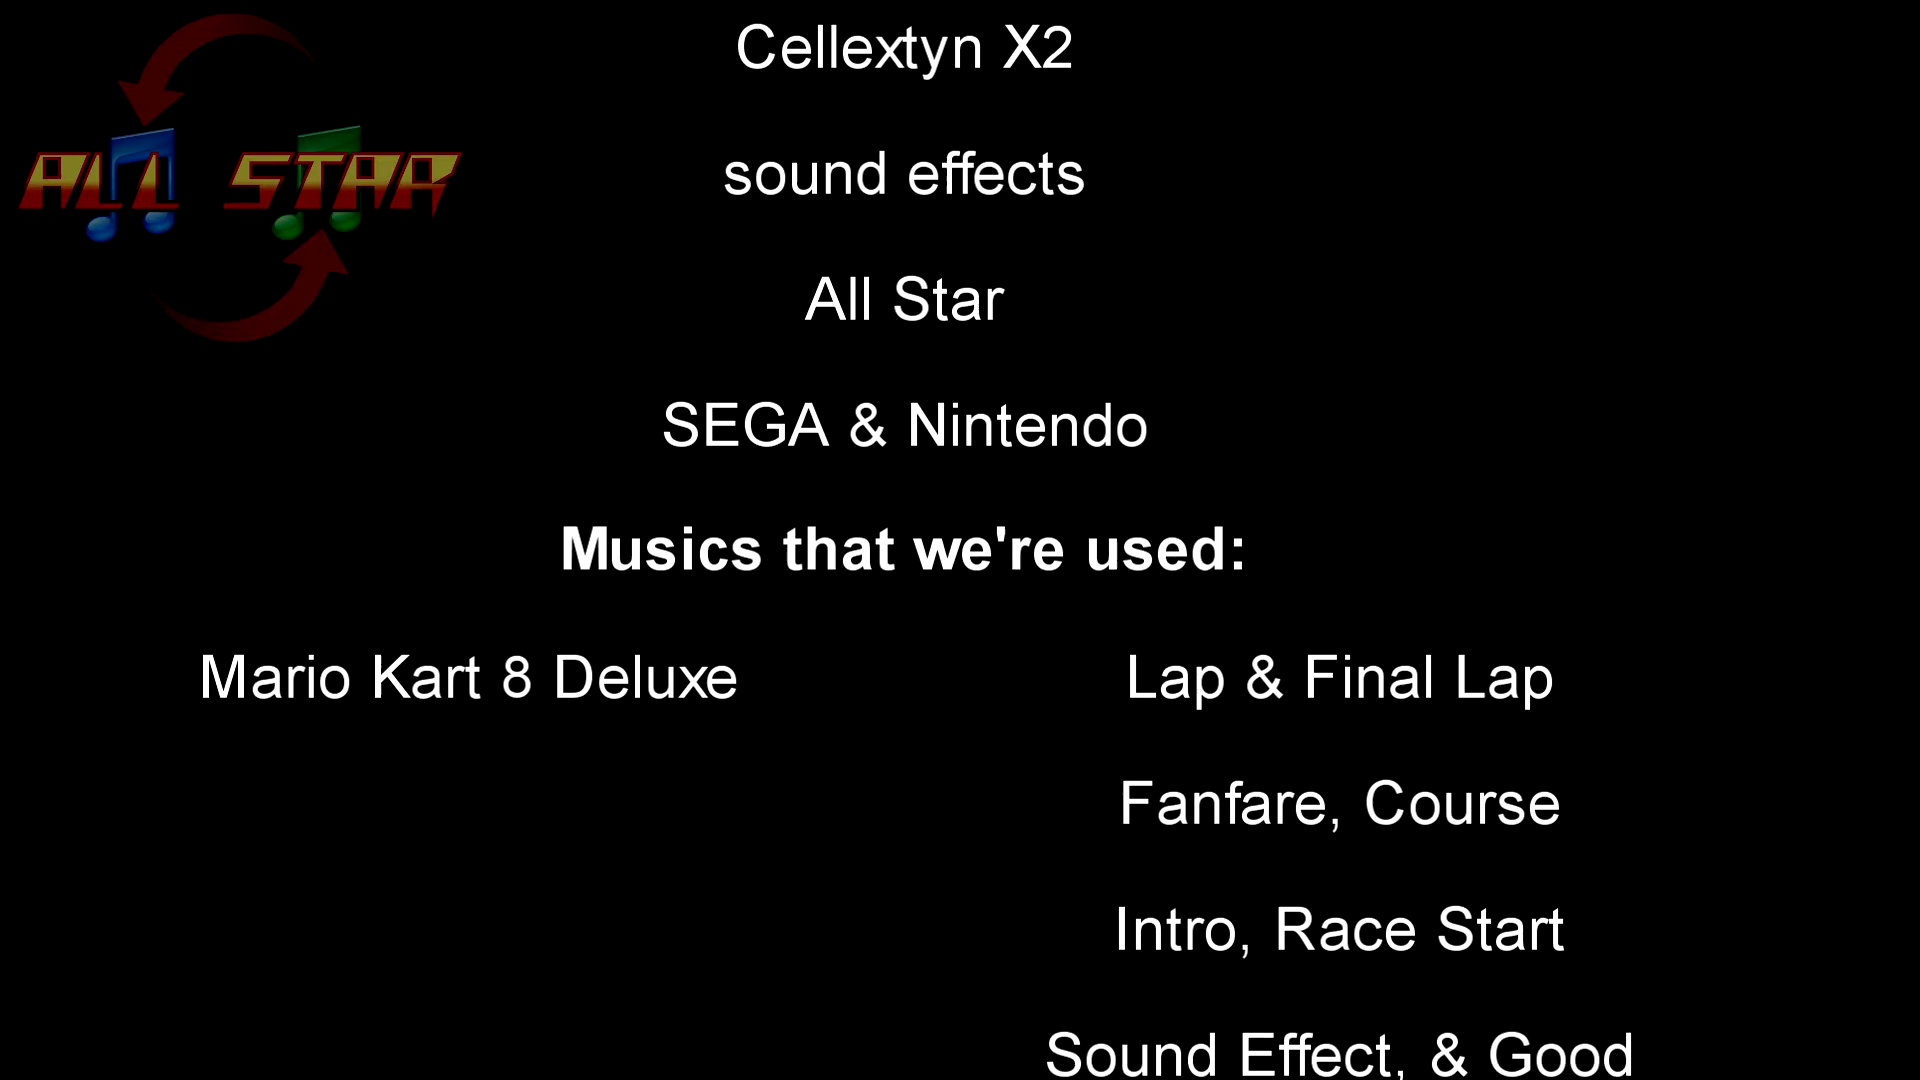 ALL STAR
Cellextyn X2
sound effects
All Star
SEGA & Nintendo
Musics that we're used:
Mario Kart 8 Deluxe
Lap & Final Lap
Fanfare, Course
Intro, Race Start
Sound Effect, & Good